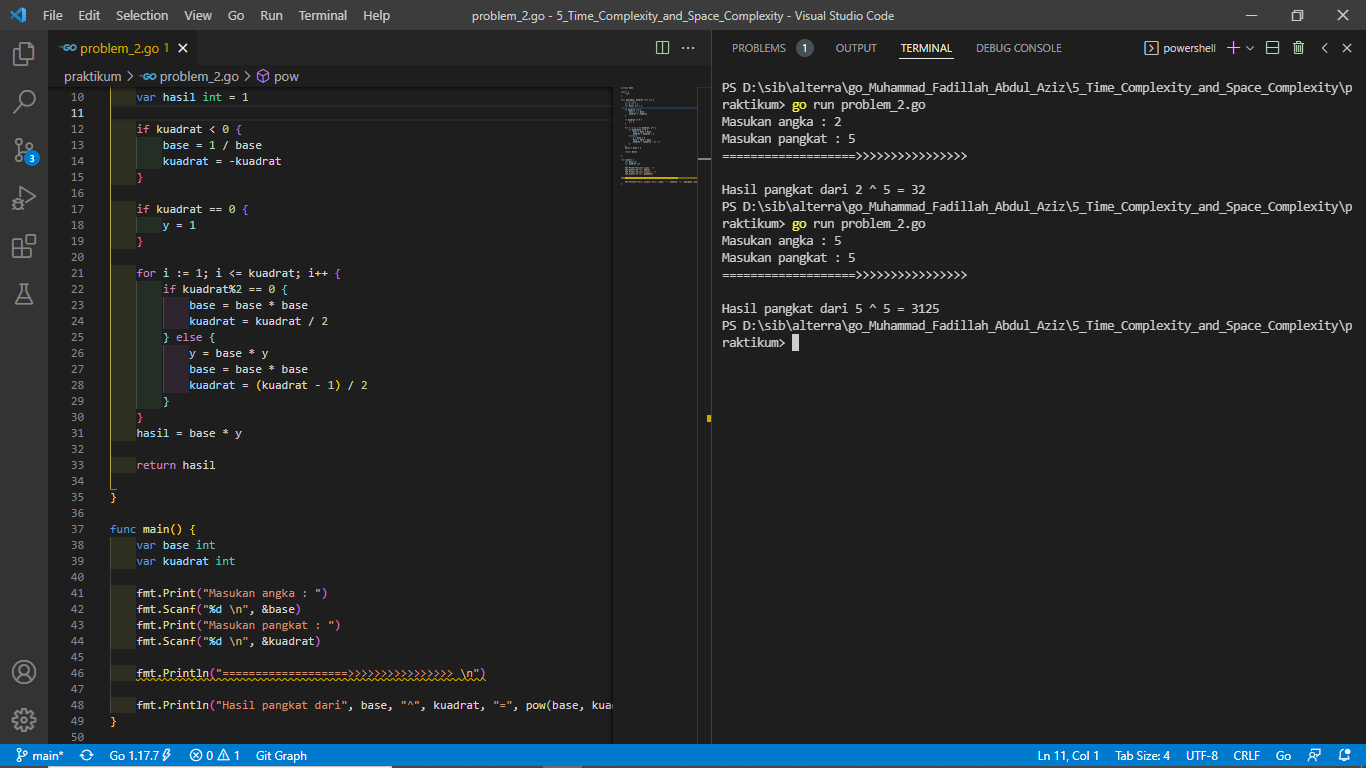 File Edit Selection View Go Run Terminal Help
problem_2.go - 5_Time_Complexity_and_Space_Complexity - Visual Studio Code
problem_2.go 1
praktikum > problem_2.go > pow
10 var hasil int = 1
11
12 if kuadrat < 0 {
13 base = 1 / base
14 kuadrat = -kuadrat
15 }
16
17 if kuadrat == 0 {
18 y = 1
19 }
20
21 for i := 1; i <= kuadrat; i++ {
22 if kuadrat%2 == 0 {
23 base = base * base
24 kuadrat = kuadrat / 2
25 } else {
26 y = base * y
27 base = base * base
28 kuadrat = (kuadrat - 1) / 2
29 }
30 }
31 hasil = base * y
32
33 return hasil
34
35 }
36
37 func main() {
38 var base int
39 var kuadrat int
40
41 fmt.Print("Masukan angka : ")
42 fmt.Scanf("%d \n", &base)
43 fmt.Print("Masukan pangkat : ")
44 fmt.Scanf("%d \n", &kuadrat)
45
46 fmt.Println("===================>>>>>>>>>>>>>>>> \n")
47
48 fmt.Println("Hasil pangkat dari", base, "^", kuadrat, "=", pow(base, kua
49 }
50
PROBLEMS 1 OUTPUT TERMINAL DEBUG CONSOLE
powershell
PS D:\sib\alterra\go_Muhammad_Fadillah_Abdul_Aziz\5_Time_Complexity_and_Space_Complexity\p
raktikum> go run problem_2.go
Masukan angka : 2
Masukan pangkat : 5
===================>>>>>>>>>>>>>>>>
Hasil pangkat dari 2 ^ 5 = 32
PS D:\sib\alterra\go_Muhammad_Fadillah_Abdul_Aziz\5_Time_Complexity_and_Space_Complexity\p
raktikum> go run problem_2.go
Masukan angka : 5
Masukan pangkat : 5
===================>>>>>>>>>>>>>>>>
Hasil pangkat dari 5 ^ 5 = 3125
PS D:\sib\alterra\go_Muhammad_Fadillah_Abdul_Aziz\5_Time_Complexity_and_Space_Complexity\p
raktikum>
3
main* Go 1.17.7 0 1 Git Graph
Ln 11, Col 1 Tab Size: 4 UTF-8 CRLF Go